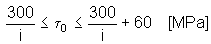 300/i ≤ τ₀ ≤ 300/i + 60 [MPa]